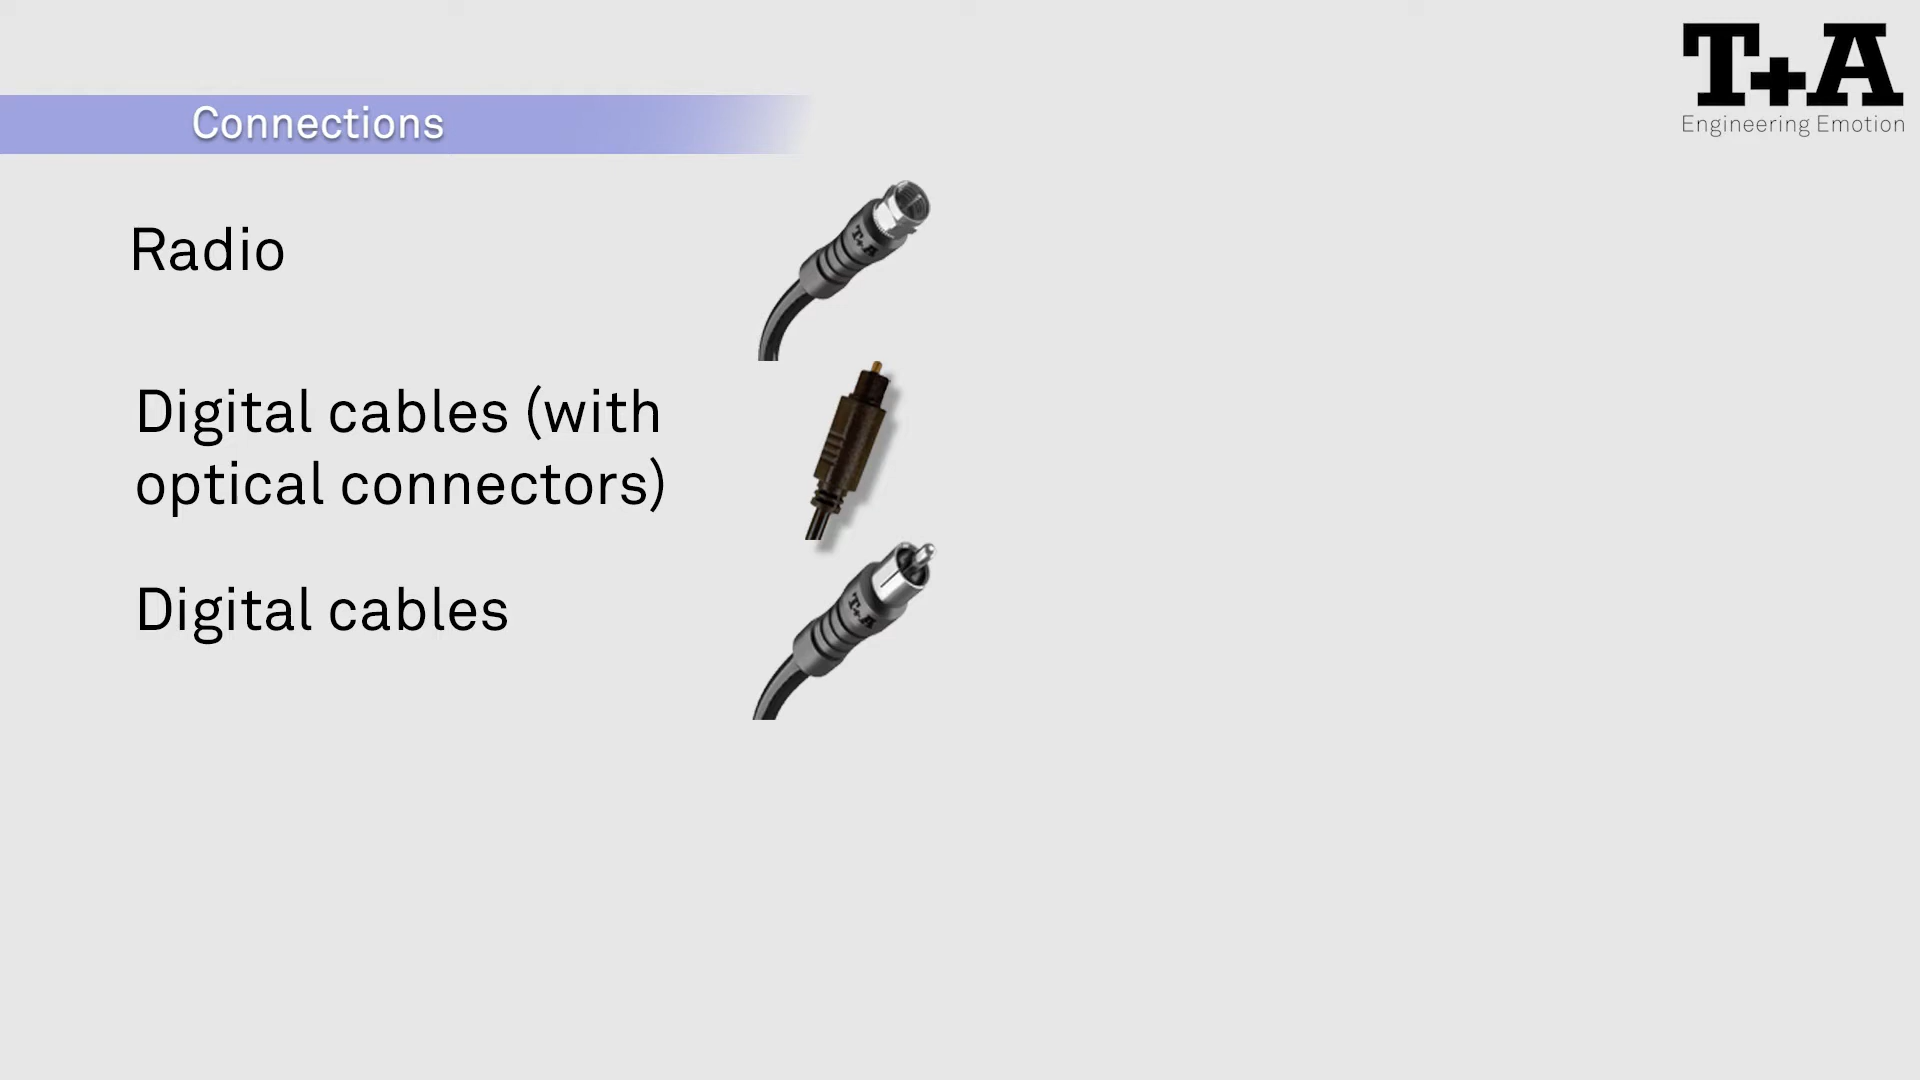 T+A
Engineering Emotion
Connections
Radio
T+A
Digital cables (with
optical connectors)
Digital cables
T+A